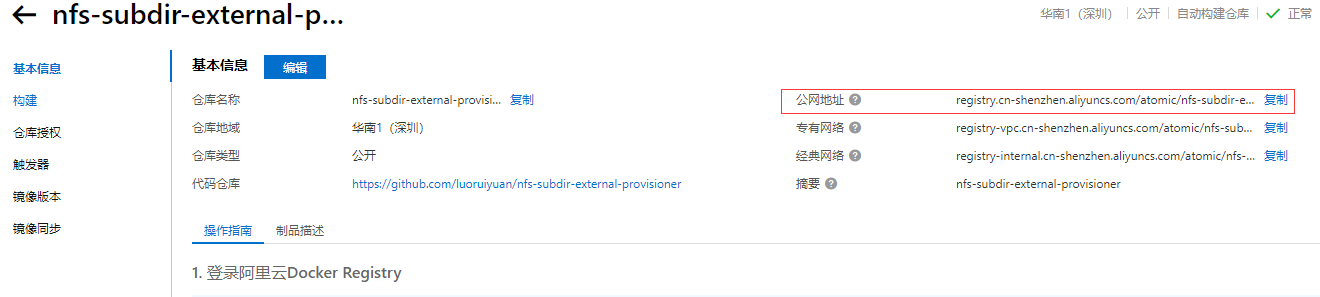 nfs-subdir-external-p...
华南1（深圳） 公开 自动构建仓库 正常
基本信息
构建
仓库授权
触发器
镜像版本
镜像同步
基本信息 编辑
仓库名称 nfs-subdir-external-provisi... 复制 公网地址 registry.cn-shenzhen.aliyuncs.com/atomic/nfs-subdir-e... 复制
仓库地域 华南1（深圳） 专有网络 registry-vpc.cn-shenzhen.aliyuncs.com/atomic/nfs-sub... 复制
仓库类型 公开 经典网络 registry-internal.cn-shenzhen.aliyuncs.com/atomic/nfs-... 复制
代码仓库 https://github.com/luoruiyuan/nfs-subdir-external-provisioner 摘要 nfs-subdir-external-provisioner
操作指南 制品描述
1. 登录阿里云Docker Registry